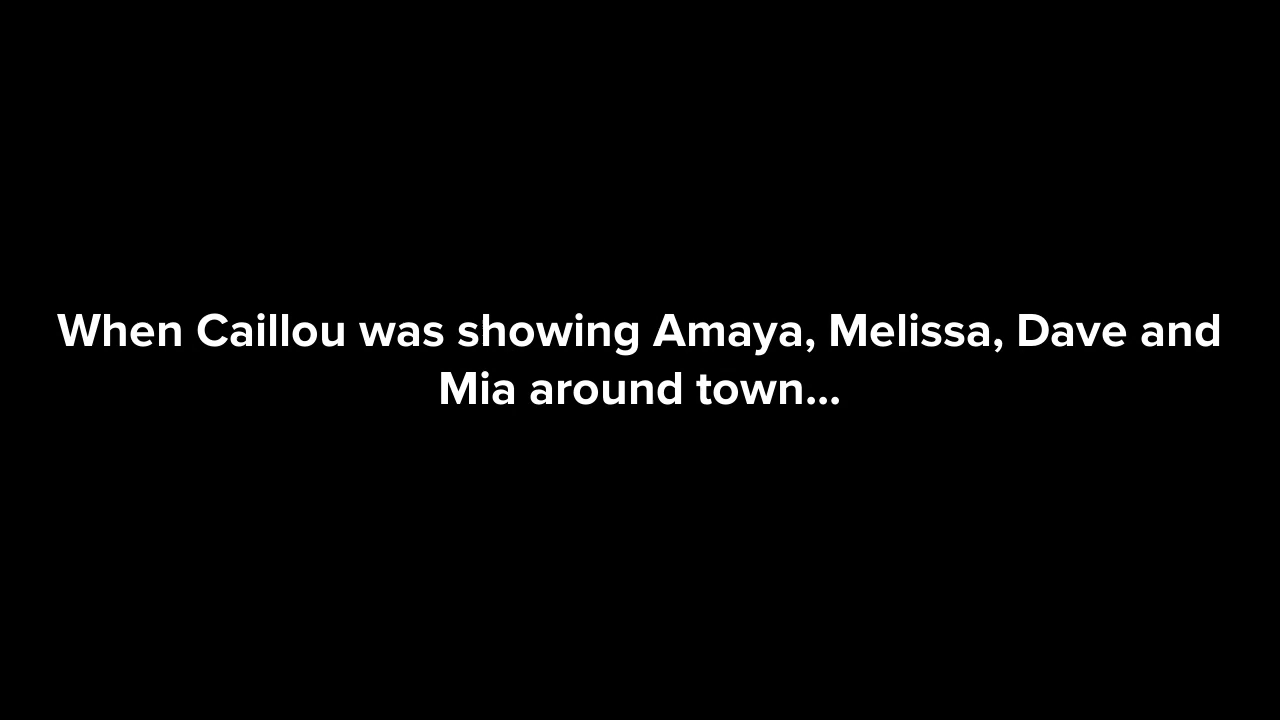 When Caillou was showing Amaya, Melissa, Dave and
Mia around town...